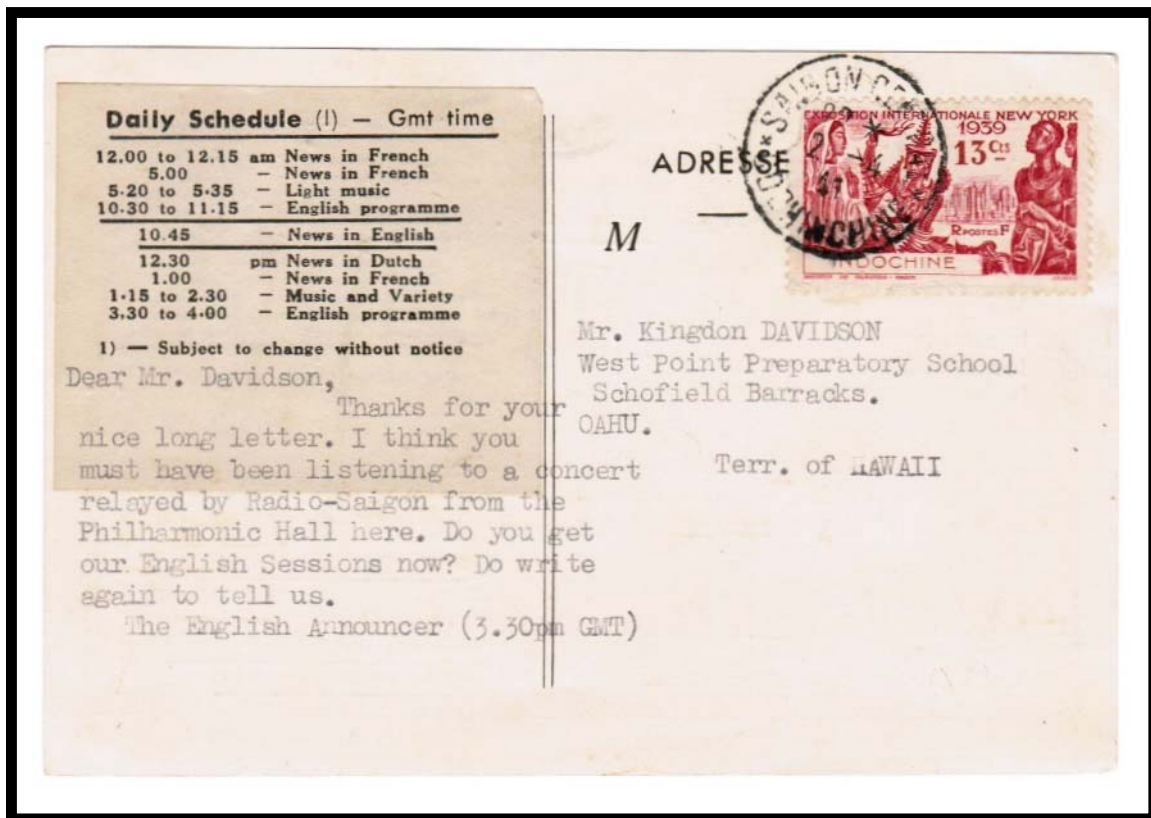 Daily Schedule (1) — Gmt time
12.00 to 12.15 am News in French
5.00 — News in French
5.20 to 5.35 — Light music
10.30 to 11.15 — English programme
10.45 — News in English
12.30 pm News in Dutch
1.00 — News in French
1.15 to 2.30 — Music and Variety
3.30 to 4.00 — English programme
1) — Subject to change without notice
Dear Mr. Davidson,
Thanks for your
nice long letter. I think you
must have been listening to a concert
relayed by Radio-Saigon from the
Philharmonic Hall here. Do you get
our English Sessions now? Do write
again to tell us.
The English Announcer (3.30pm GMT)
ADRESSE
M
EXPOSITION INTERNATIONALE NEW YORK
1939
13 Cts
R POSTES F
INDOCHINE
SAIGON
Mr. Kingdon DAVIDSON
West Point Preparatory School
Schofield Barracks.
OAHU.
Terr. of HAWAII